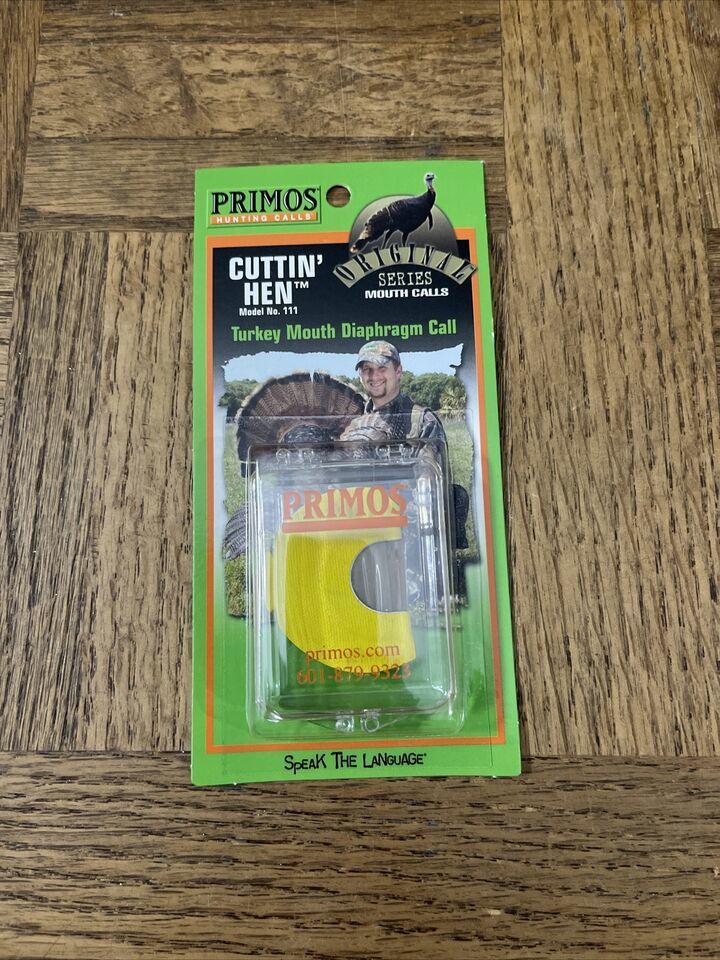 PRIMOS
HUNTING CALLS
ORIGINAL
SERIES
MOUTH CALLS
CUTTIN'
HEN™
Model No. 111
Turkey Mouth Diaphragm Call
PRIMOS
primos.com
601-879-9323
SpeaK The LaNguage®